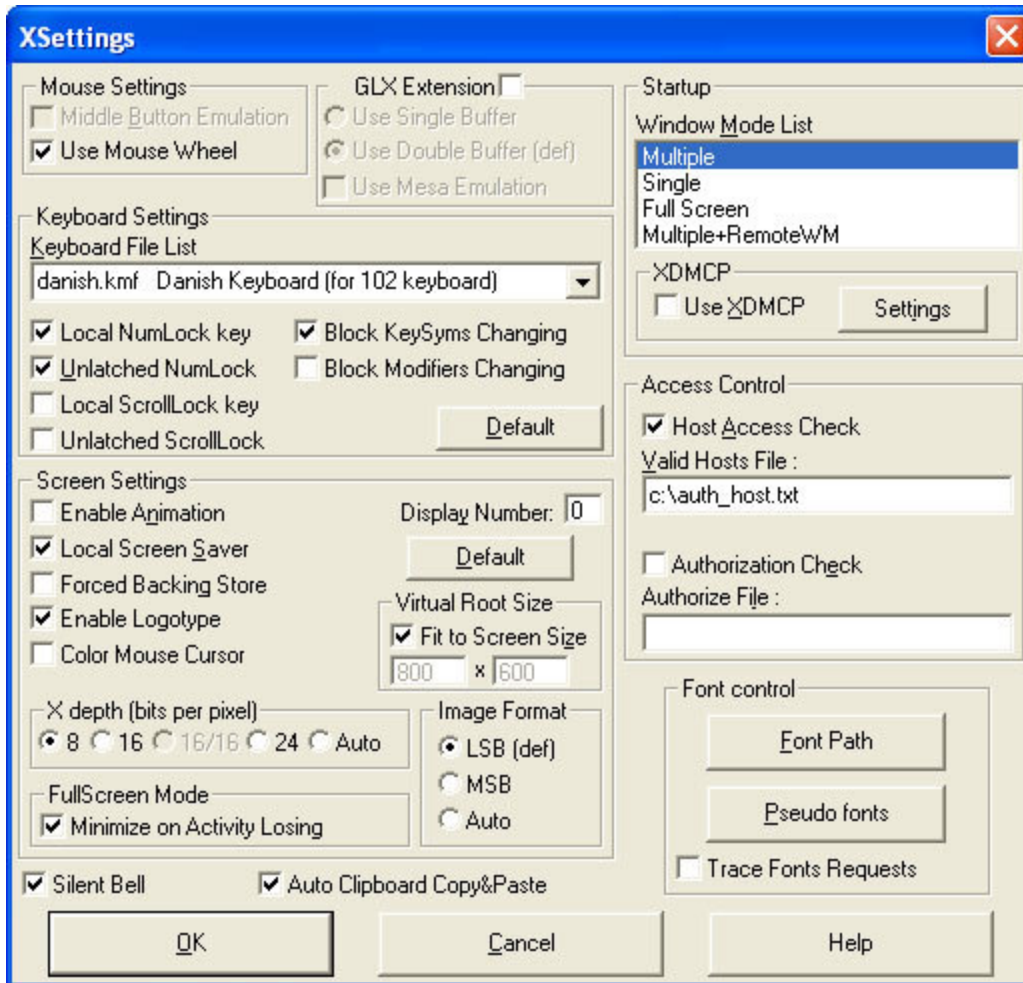 XSettings
Mouse Settings
Middle Button Emulation
Use Mouse Wheel
GLX Extension
Use Single Buffer
Use Double Buffer (def)
Use Mesa Emulation
Startup
Window Mode List
Multiple
Single
Full Screen
Multiple+RemoteWM
XDMCP
Use XDMCP
Settings
Keyboard Settings
Keyboard File List
danish.kmf Danish Keyboard (for 102 keyboard)
Local NumLock key
Block KeySyms Changing
Unlatched NumLock
Block Modifiers Changing
Local ScrollLock key
Unlatched ScrollLock
Default
Access Control
Host Access Check
Valid Hosts File :
c:\auth_host.txt
Authorization Check
Authorize File :
Screen Settings
Enable Animation
Display Number: 0
Local Screen Saver
Default
Forced Backing Store
Enable Logotype
Color Mouse Cursor
Virtual Root Size
Fit to Screen Size
800 x 600
X depth (bits per pixel)
8 16 16/16 24 Auto
Image Format
LSB (def)
MSB
Auto
FullScreen Mode
Minimize on Activity Losing
Font control
Font Path
Pseudo fonts
Trace Fonts Requests
Silent Bell
Auto Clipboard Copy&Paste
OK
Cancel
Help